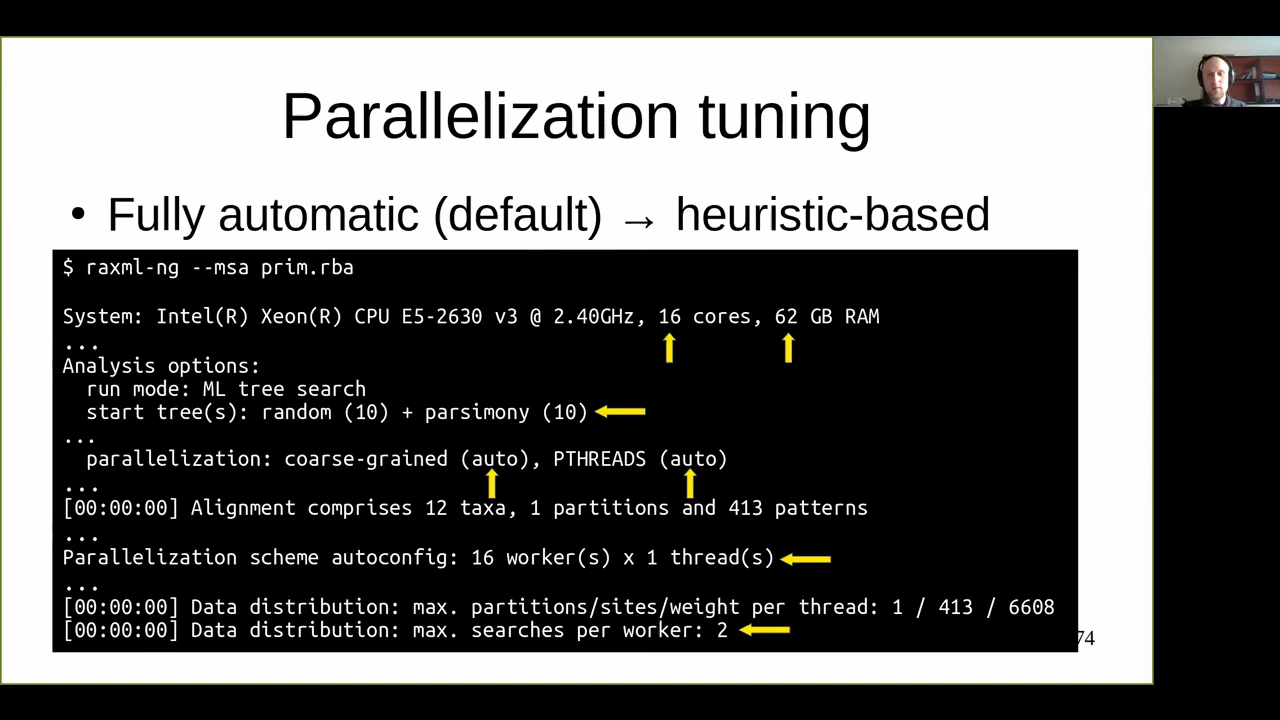 Parallelization tuning
• Fully automatic (default) → heuristic-based
$ raxml-ng --msa prim.rba
System: Intel(R) Xeon(R) CPU E5-2630 v3 @ 2.40GHz, 16 cores, 62 GB RAM
...
Analysis options:
run mode: ML tree search
start tree(s): random (10) + parsimony (10)
...
parallelization: coarse-grained (auto), PTHREADS (auto)
...
[00:00:00] Alignment comprises 12 taxa, 1 partitions and 413 patterns
...
Parallelization scheme autoconfig: 16 worker(s) x 1 thread(s)
...
[00:00:00] Data distribution: max. partitions/sites/weight per thread: 1 / 413 / 6608
[00:00:00] Data distribution: max. searches per worker: 2
74